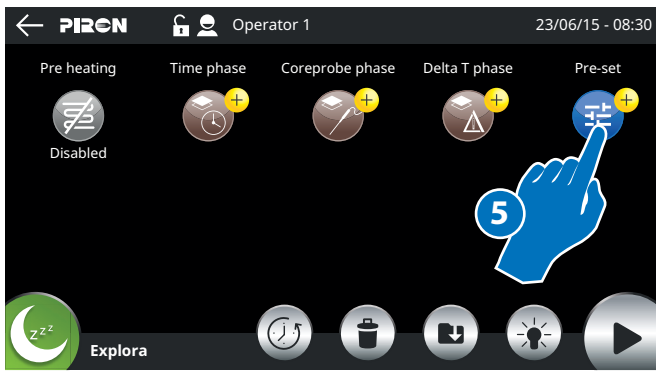 PIRON Operator 1 23/06/15 - 08:30
Pre heating Time phase Coreprobe phase Delta T phase Pre-set
+ + + +
Disabled
5
zzz
Explora